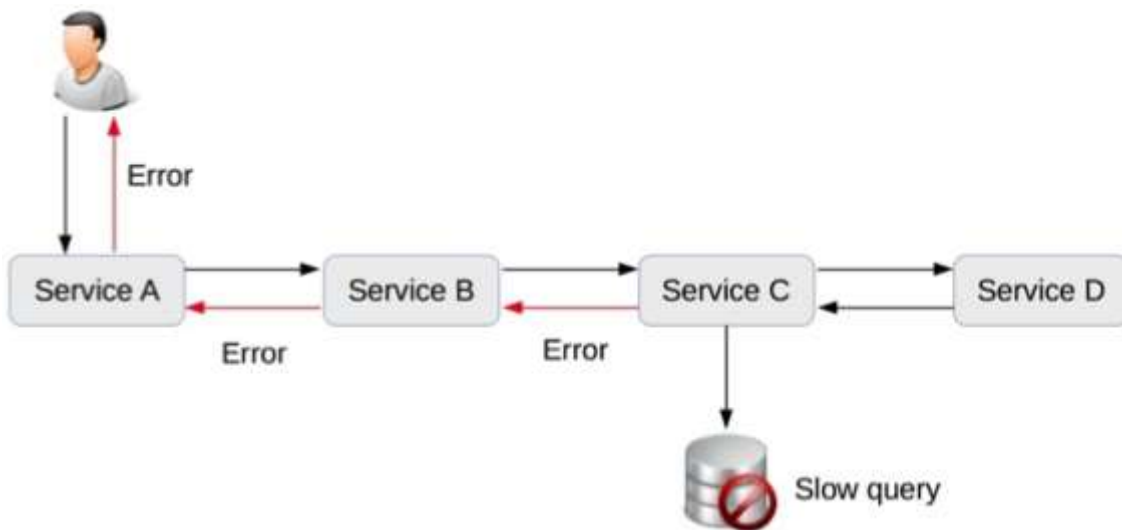 Error
Service A
Service B
Service C
Service D
Error
Error
Slow query